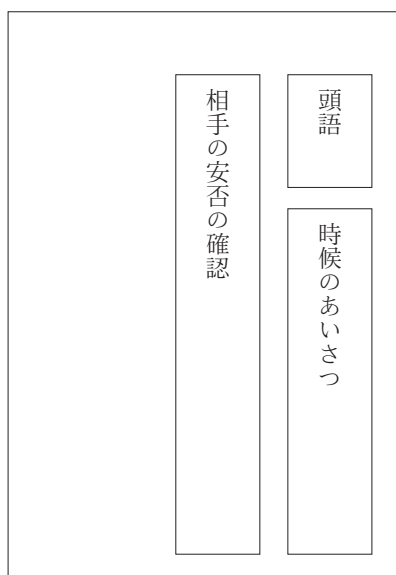 頭語
時候のあいさつ
相手の安否の確認